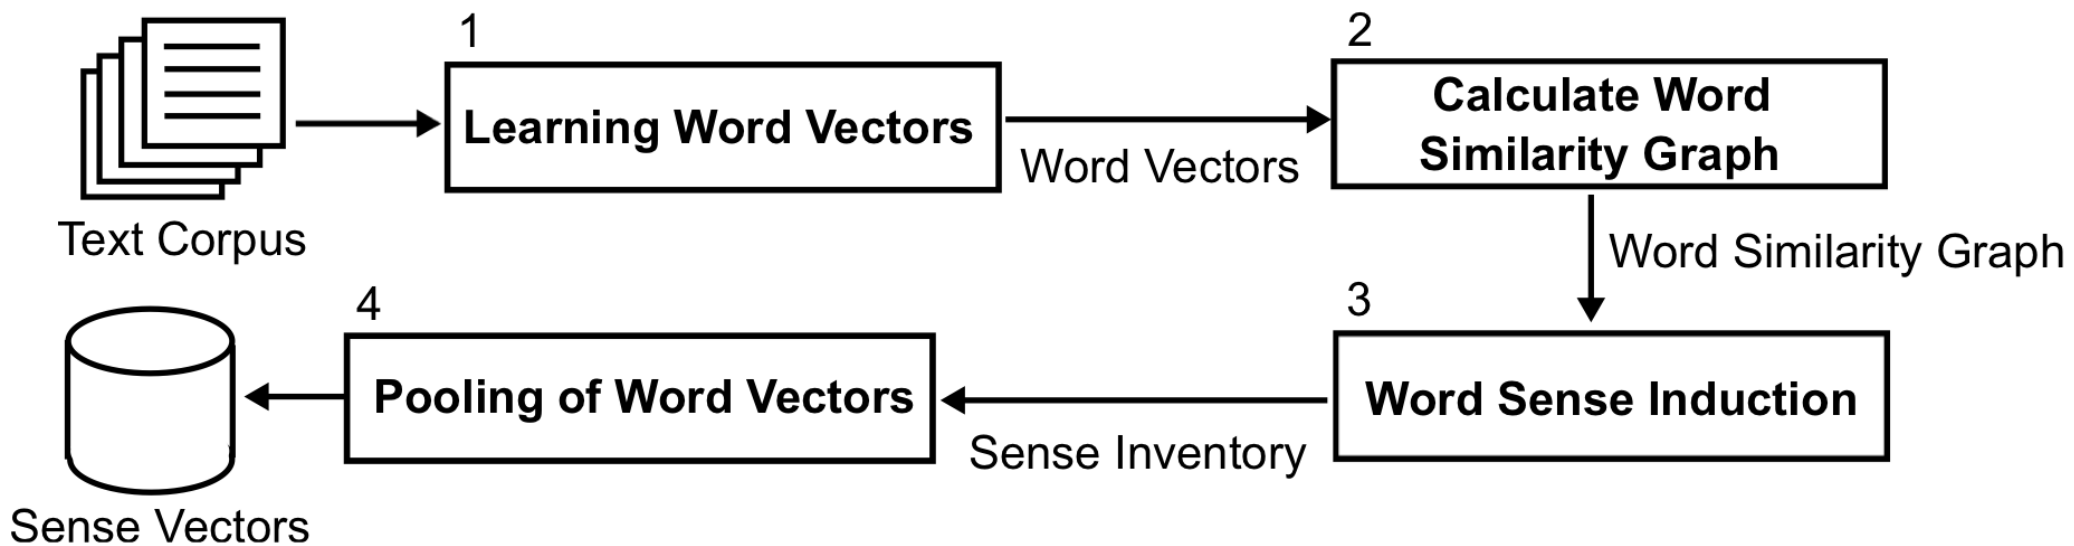 1
Learning Word Vectors
Word Vectors
2
Calculate Word
Similarity Graph
Text Corpus
Word Similarity Graph
3
Word Sense Induction
Sense Inventory
4
Pooling of Word Vectors
Sense Vectors